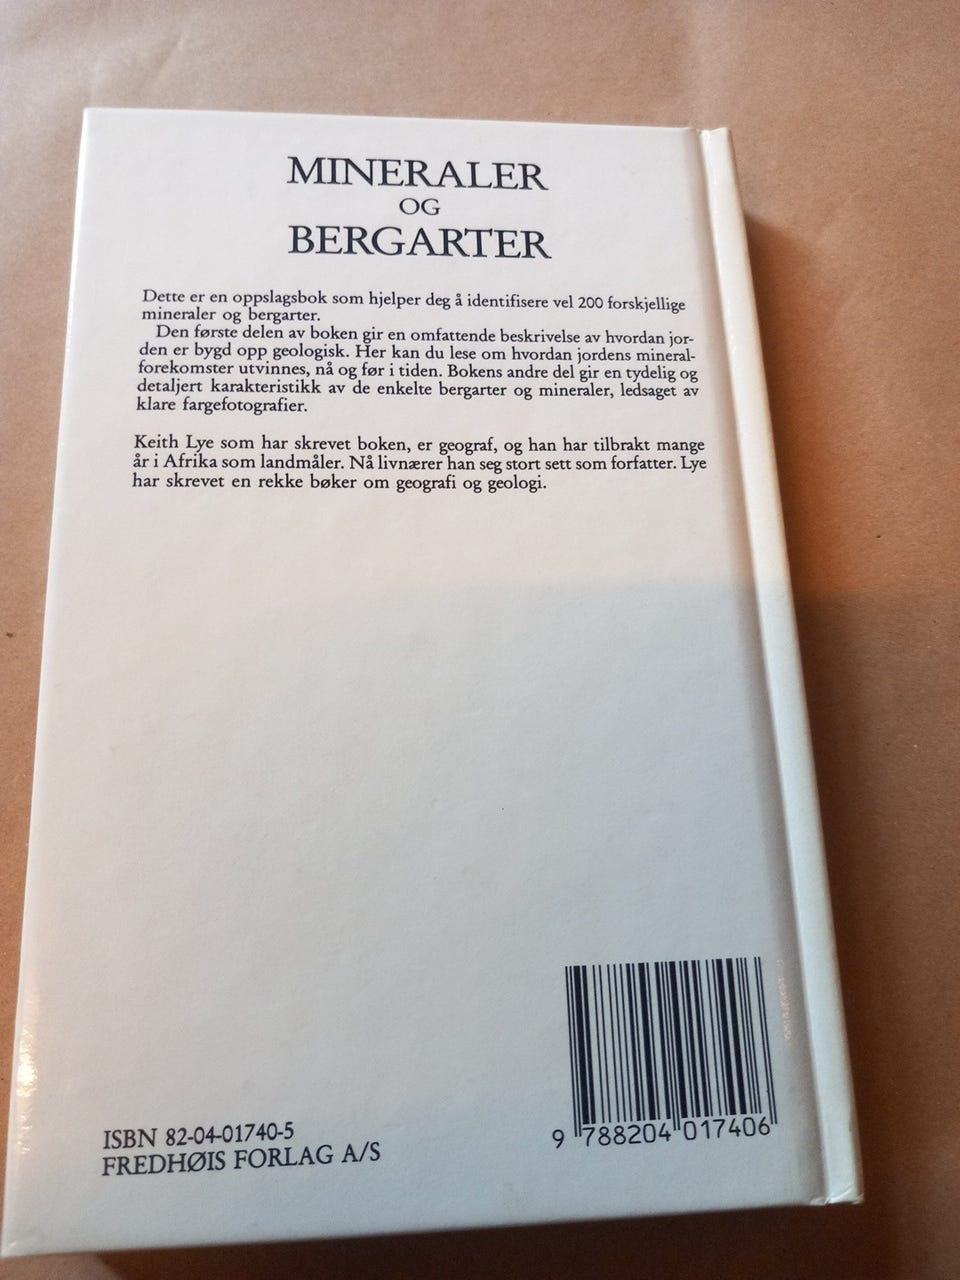 MINERALER
OG
BERGARTER
Dette er en oppslagsbok som hjelper deg å identifisere vel 200 forskjellige
mineraler og bergarter.
Den første delen av boken gir en omfattende beskrivelse av hvordan jor-
den er bygd opp geologisk. Her kan du lese om hvordan jordens mineral-
forekomster utvinnes, nå og før i tiden. Bokens andre del gir en tydelig og
detaljert karakteristikk av de enkelte bergarter og mineraler, ledsaget av
klare fargefotografier.
Keith Lye som har skrevet boken, er geograf, og han har tilbrakt mange
år i Afrika som landmåler. Nå livnærer han seg stort sett som forfatter. Lye
har skrevet en rekke bøker om geografi og geologi.
ISBN 82-04-01740-5
FREDHØIS FORLAG A/S
9 788204 017406